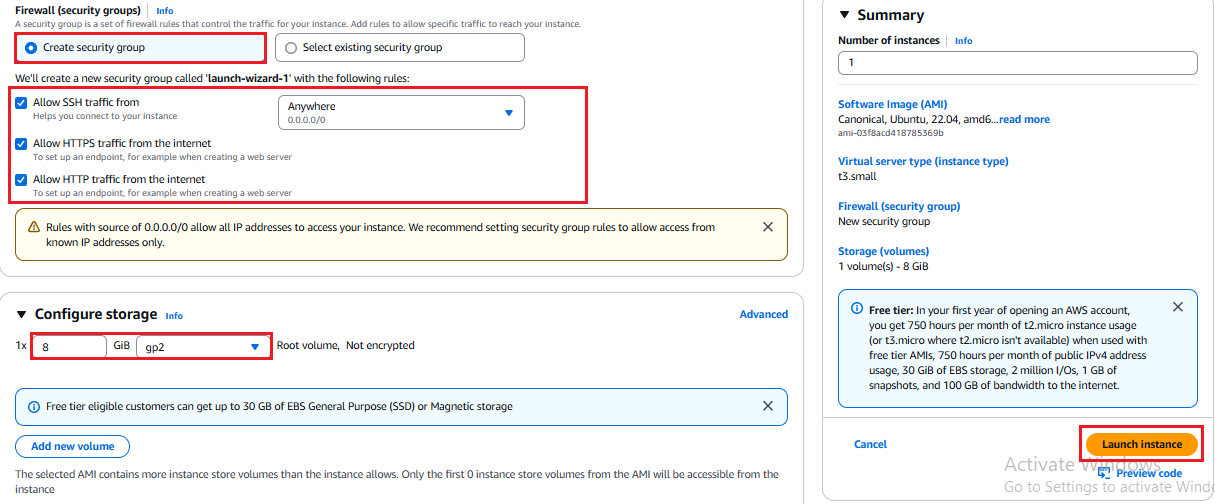 Firewall (security groups) Info
A security group is a set of firewall rules that control the traffic for your instance. Add rules to allow specific traffic to reach your instance.
Create security group
Select existing security group
We'll create a new security group called 'launch-wizard-1' with the following rules:
Allow SSH traffic from
Helps you connect to your instance
Anywhere
0.0.0.0/0
Allow HTTPS traffic from the internet
To set up an endpoint, for example when creating a web server
Allow HTTP traffic from the internet
To set up an endpoint, for example when creating a web server
Rules with source of 0.0.0.0/0 allow all IP addresses to access your instance. We recommend setting security group rules to allow access from
known IP addresses only.
Configure storage Info
Advanced
1x 8 GiB gp2 Root volume, Not encrypted
Free tier eligible customers can get up to 30 GB of EBS General Purpose (SSD) or Magnetic storage
Add new volume
The selected AMI contains more instance store volumes than the instance allows. Only the first 0 instance store volumes from the AMI will be accessible from the
instance
Summary
Number of instances Info
1
Software Image (AMI)
Canonical, Ubuntu, 22.04, amd6...read more
ami-03f8acd418785369b
Virtual server type (instance type)
t3.small
Firewall (security group)
New security group
Storage (volumes)
1 volume(s) - 8 GiB
Free tier: In your first year of opening an AWS account,
you get 750 hours per month of t2.micro instance usage
(or t3.micro where t2.micro isn't available) when used with
free tier AMIs, 750 hours per month of public IPv4 address
usage, 30 GiB of EBS storage, 2 million I/Os, 1 GB of
snapshots, and 100 GB of bandwidth to the internet.
Cancel
Launch instance
Activate Windows
Preview code
Go to Settings to activate Wind